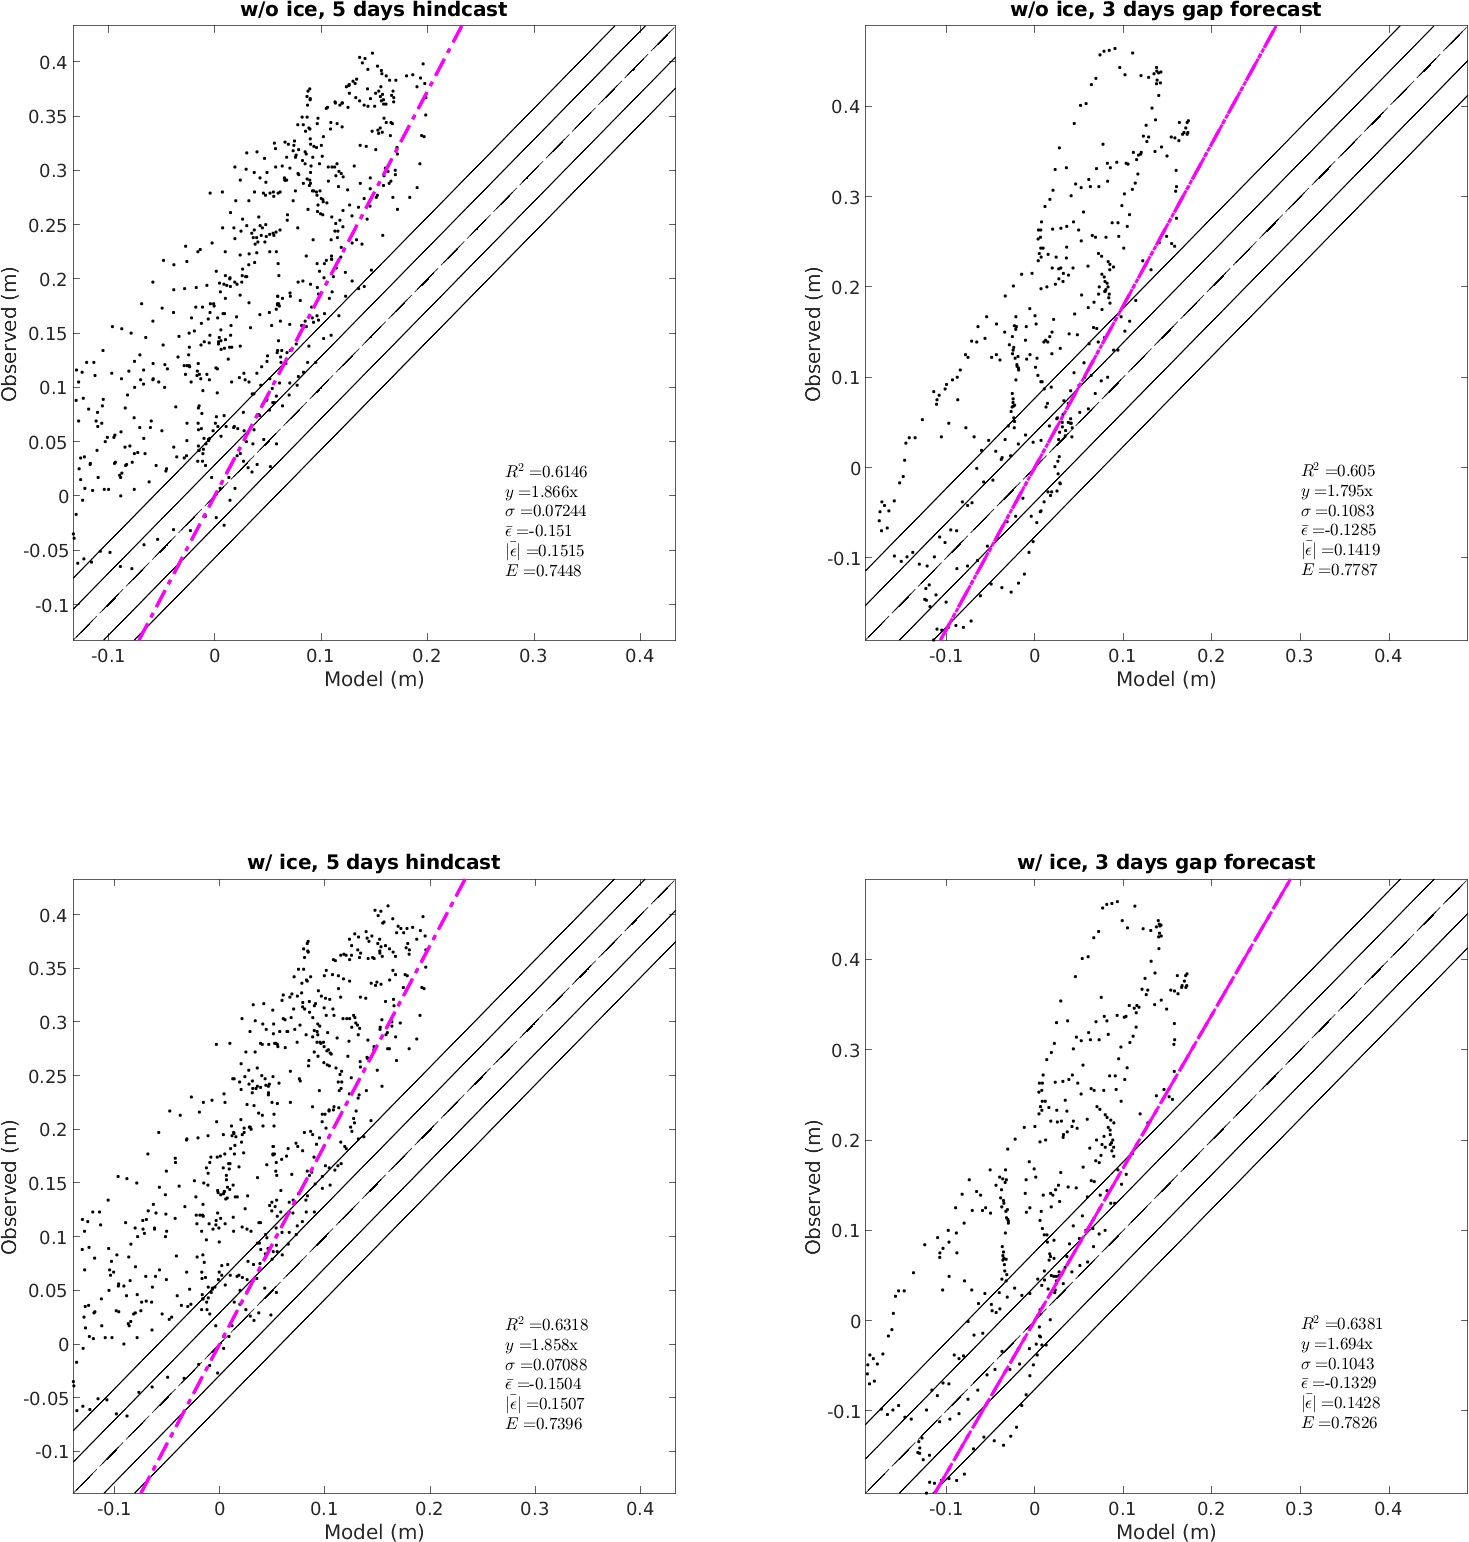 w/o ice, 5 days hindcast
0.4
0.35
0.3
0.25
0.2
0.15
0.1
0.05
0
-0.05
-0.1
Observed (m)
R² =0.6146
y =1.866x
σ =0.07244
ϵ̄ =-0.151
|ϵ̄| =0.1515
E =0.7448
-0.1 0 0.1 0.2 0.3 0.4
Model (m)
w/o ice, 3 days gap forecast
0.4
0.3
0.2
0.1
0
-0.1
Observed (m)
R² =0.605
y =1.795x
σ =0.1083
ϵ̄ =-0.1285
|ϵ̄| =0.1419
E =0.7787
-0.1 0 0.1 0.2 0.3 0.4
Model (m)
w/ ice, 5 days hindcast
0.4
0.35
0.3
0.25
0.2
0.15
0.1
0.05
0
-0.05
-0.1
Observed (m)
R² =0.6318
y =1.858x
σ =0.07088
ϵ̄ =-0.1504
|ϵ̄| =0.1507
E =0.7396
-0.1 0 0.1 0.2 0.3 0.4
Model (m)
w/ ice, 3 days gap forecast
0.4
0.3
0.2
0.1
0
-0.1
Observed (m)
R² =0.6381
y =1.694x
σ =0.1043
ϵ̄ =-0.1329
|ϵ̄| =0.1428
E =0.7826
-0.1 0 0.1 0.2 0.3 0.4
Model (m)